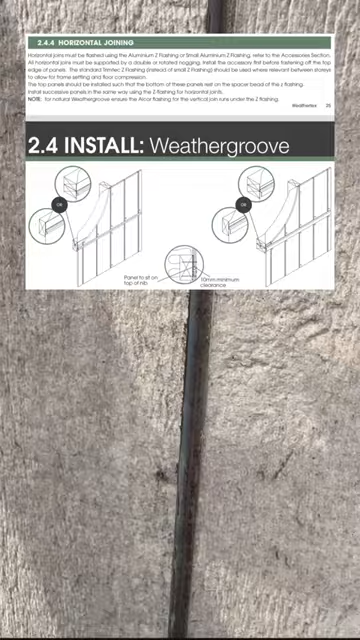 2.4.4 HORIZONTAL JOINING
Horizontal joins must be flashed using the Aluminium Z Flashing or Small Aluminium Z Flashing, refer to the Accessories Section.
All horizontal joins must be supported by a double or rotated nogging. Install the accessory first before fastening off the top
edge of panels. The standard Trimtec Z Flashing (instead of small Z Flashing) should be used where relevant between storeys
to allow for frame settling and floor compression.
The top panels should be installed such that the bottom of these panels rest on the spacer bead of the z flashing.
Install successive panels in the same way using the Z flashing for horizontal joins.
NOTE: for natural Weathergroove ensure the Alcor flashing for the vertical join runs under the Z flashing.
Weathertex 25
2.4 INSTALL: Weathergroove
OR
OR
Panel to sit on
top of nib
10mm minimum
clearance